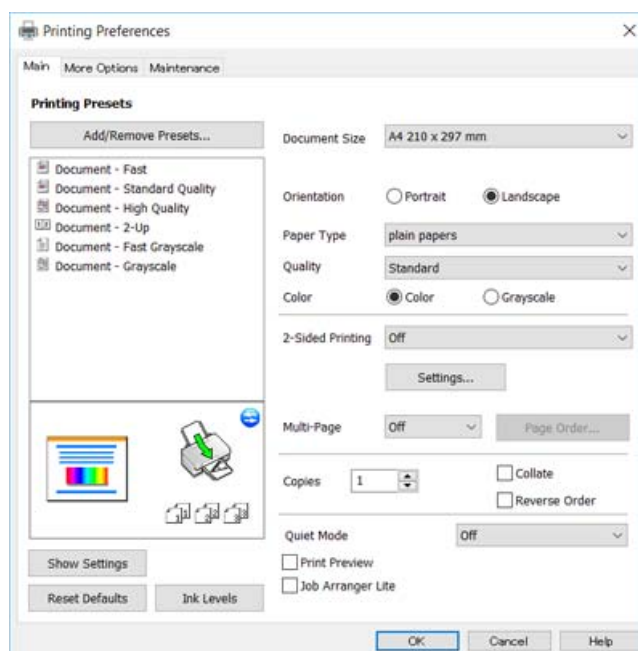 Printing Preferences
Main More Options Maintenance
Printing Presets
Add/Remove Presets...
Document - Fast
Document - Standard Quality
Document - High Quality
Document - 2-Up
Document - Fast Grayscale
Document - Grayscale
Show Settings
Reset Defaults Ink Levels
Document Size A4 210 x 297 mm
Orientation Portrait Landscape
Paper Type plain papers
Quality Standard
Color Color Grayscale
2-Sided Printing Off
Settings...
Multi-Page Off Page Order...
Copies 1 Collate
Reverse Order
Quiet Mode Off
Print Preview
Job Arranger Lite
OK Cancel Help